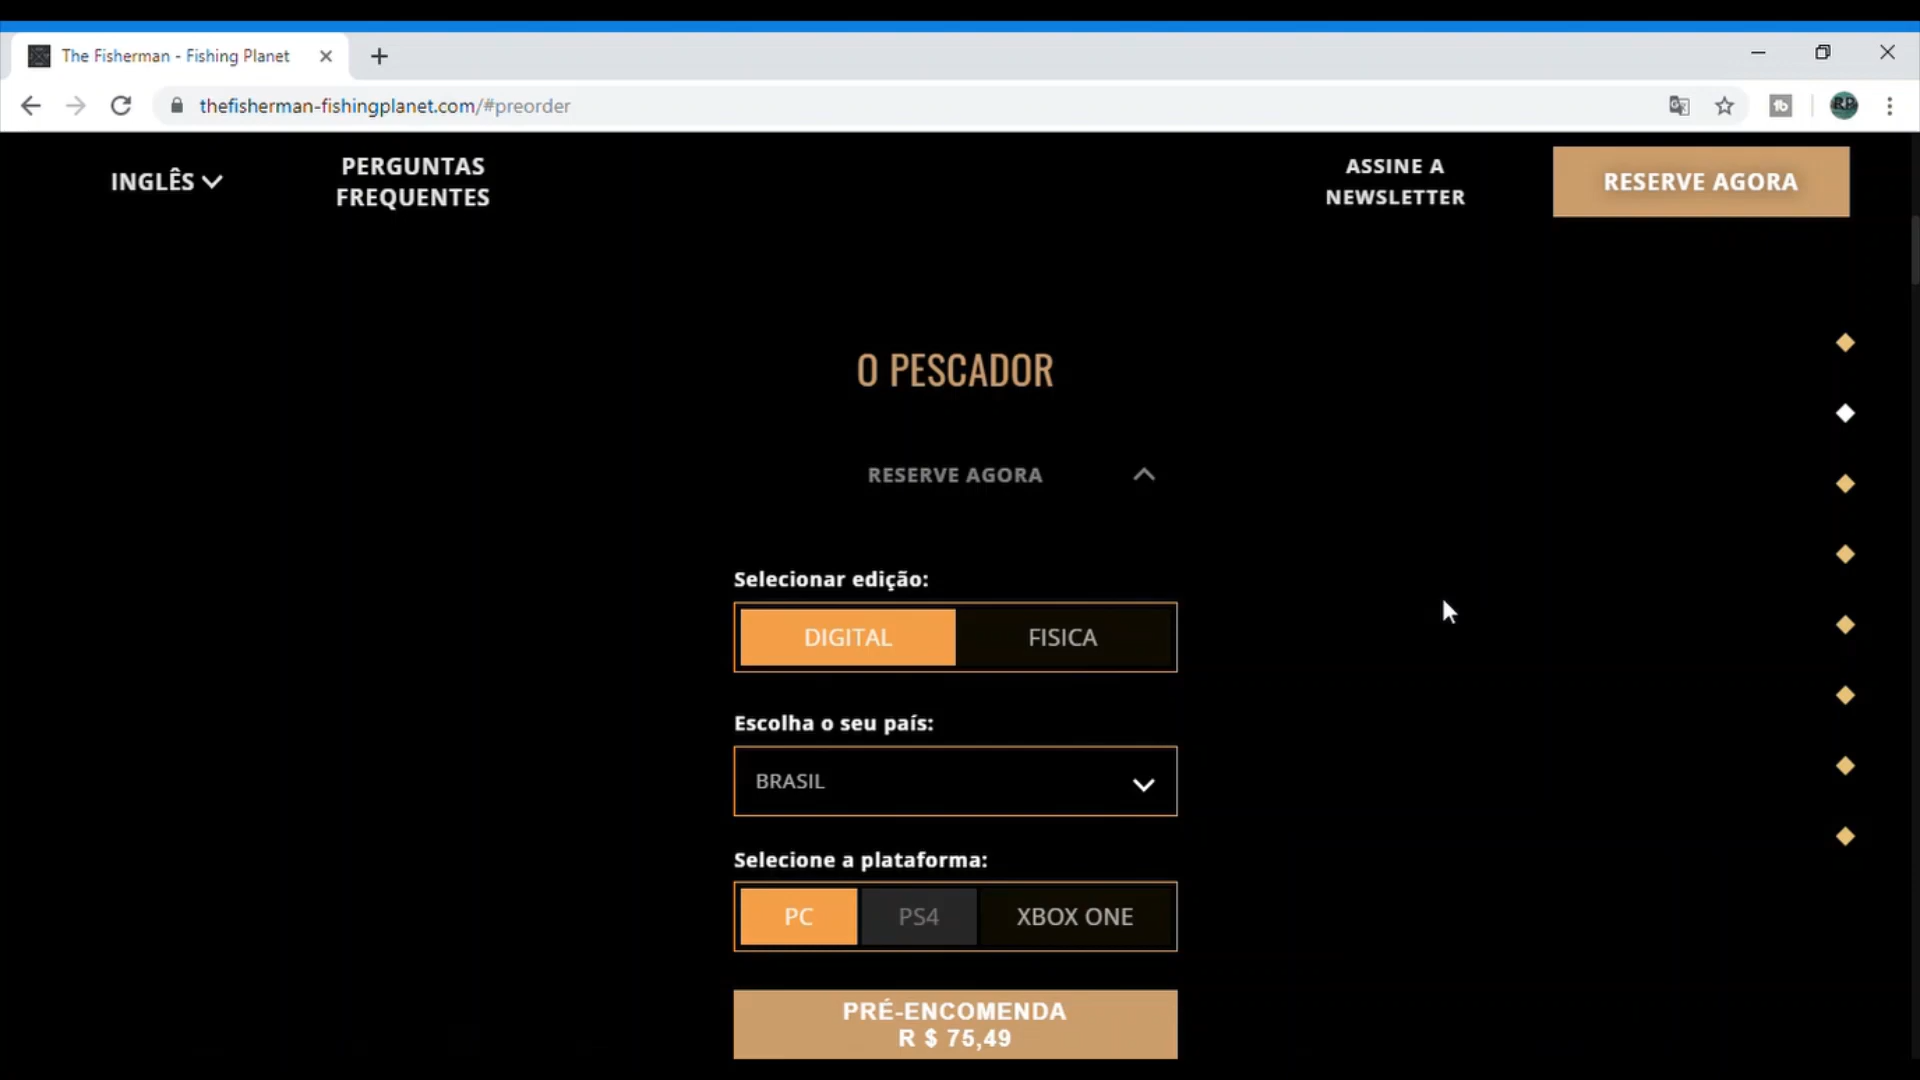 The Fisherman - Fishing Planet
thefisherman-fishingplanet.com/#preorder
RP
INGLÊS
PERGUNTAS
FREQUENTES
ASSINE A
NEWSLETTER
RESERVE AGORA
O PESCADOR
RESERVE AGORA
Selecionar edição:
DIGITAL FISICA
Escolha o seu país:
BRASIL
Selecione a plataforma:
PC PS4 XBOX ONE
PRÉ-ENCOMENDA
R $ 75,49